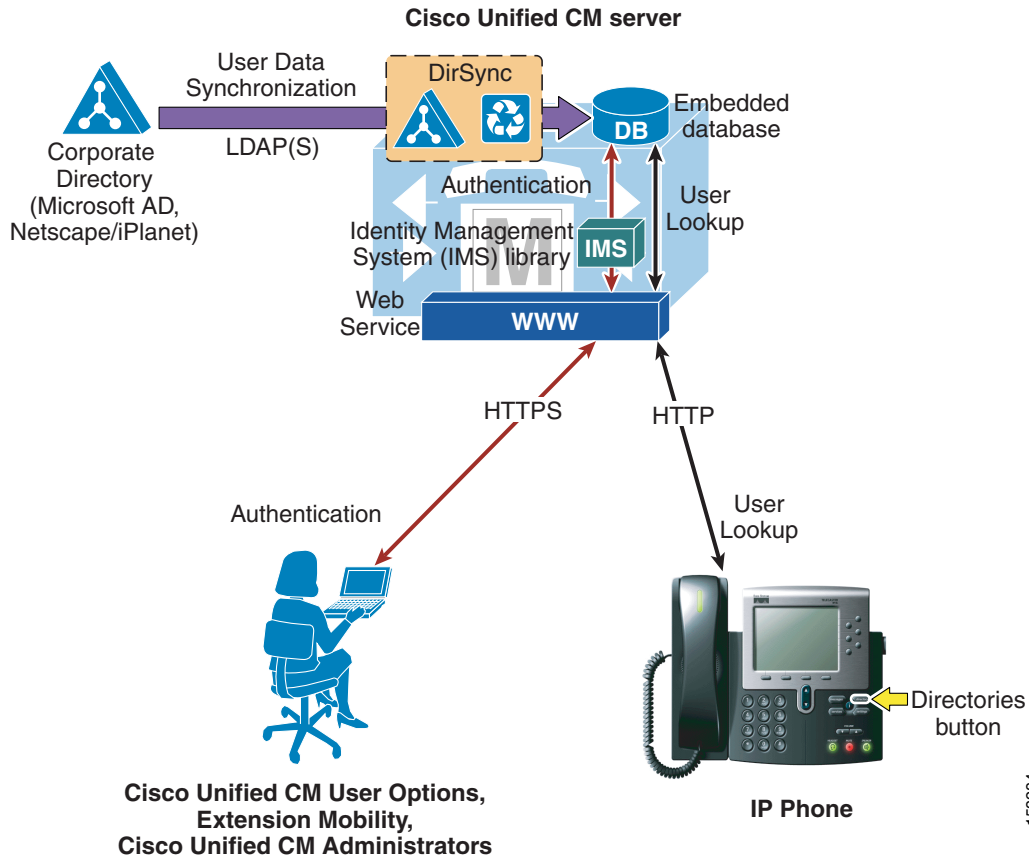 Cisco Unified CM server
User Data
Synchronization
LDAP(S)
DirSync
DB
Embedded
database
Corporate
Directory
(Microsoft AD,
Netscape/iPlanet)
Authentication
User
Lookup
Identity Management
System (IMS) library
IMS
M
Web
Service
WWW
HTTPS
HTTP
Authentication
User
Lookup
Directories
button
Cisco Unified CM User Options,
Extension Mobility,
Cisco Unified CM Administrators
IP Phone